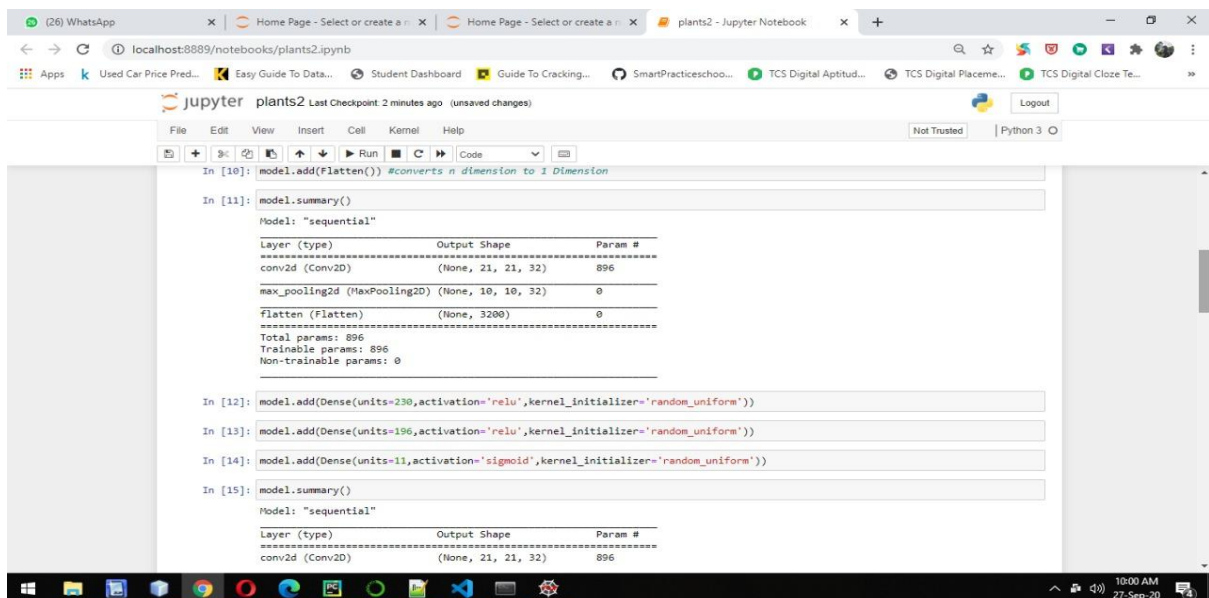 (26) WhatsApp
Home Page - Select or create a n
Home Page - Select or create a n
plants2 - Jupyter Notebook
localhost:8889/notebooks/plants2.ipynb
Apps Used Car Price Pred... Easy Guide To Data... Student Dashboard Guide To Cracking... SmartPracticeschoo... TCS Digital Aptitud... TCS Digital Placeme... TCS Digital Cloze Te... »
jupyter plants2 Last Checkpoint: 2 minutes ago (unsaved changes) Logout
File Edit View Insert Cell Kernel Help Not Trusted Python 3
Run Code
In [10]: model.add(Flatten()) #converts n dimension to 1 Dimension
In [11]: model.summary()
Model: "sequential"
Layer (type) Output Shape Param #
conv2d (Conv2D) (None, 21, 21, 32) 896
max_pooling2d (MaxPooling2D) (None, 10, 10, 32) 0
flatten (Flatten) (None, 3200) 0
Total params: 896
Trainable params: 896
Non-trainable params: 0
In [12]: model.add(Dense(units=230,activation='relu',kernel_initializer='random_uniform'))
In [13]: model.add(Dense(units=196,activation='relu',kernel_initializer='random_uniform'))
In [14]: model.add(Dense(units=11,activation='sigmoid',kernel_initializer='random_uniform'))
In [15]: model.summary()
Model: "sequential"
Layer (type) Output Shape Param #
conv2d (Conv2D) (None, 21, 21, 32) 896
10:00 AM
27-Sep-20